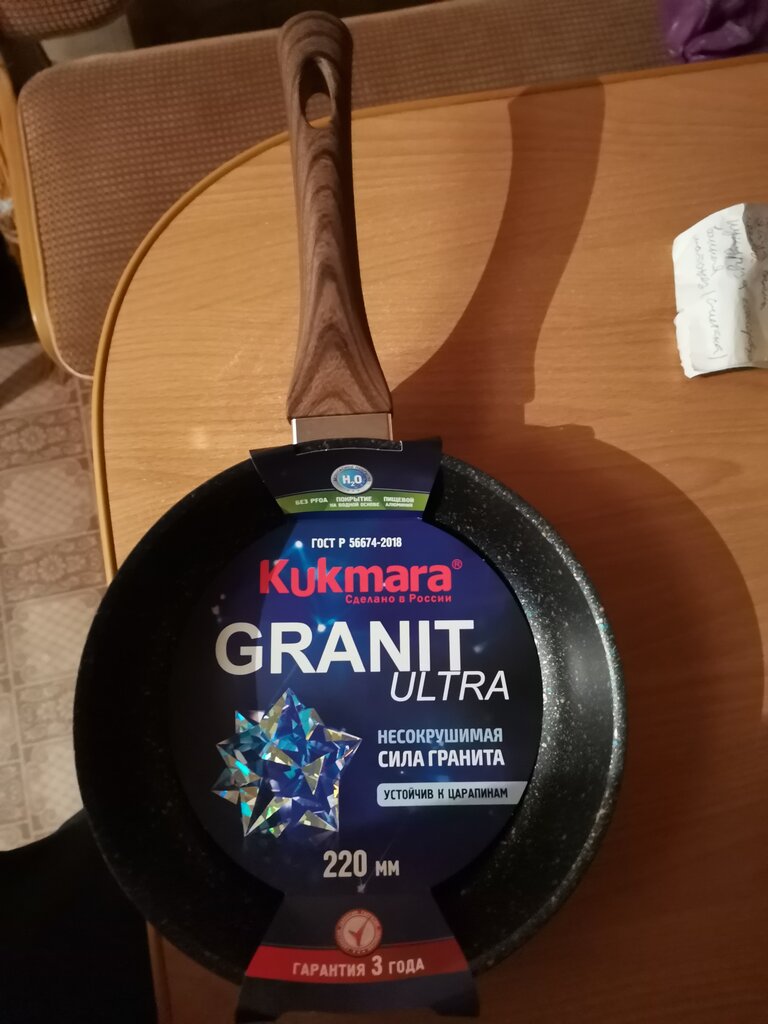 H₂O
БЕЗ PFOA ПОКРЫТИЕ НА ВОДНОЙ ОСНОВЕ ПИЩЕВОЙ АЛЮМИНИЙ
ГОСТ Р 56674-2018
Kukmara®
Сделано в России
GRANIT
ULTRA
НЕСОКРУШИМАЯ
СИЛА ГРАНИТА
УСТОЙЧИВ К ЦАРАПИНАМ
220 мм
ГАРАНТИЯ 3 ГОДА